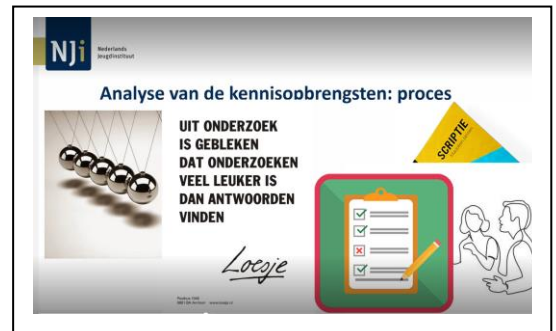 NJi
Nederlands
Jeugdinstituut
Analyse van de kennisopbrengsten: proces
UIT ONDERZOEK
IS GEBLEKEN
DAT ONDERZOEKEN
VEEL LEUKER IS
DAN ANTWOORDEN
VINDEN
Loesje
SCRIPTIE